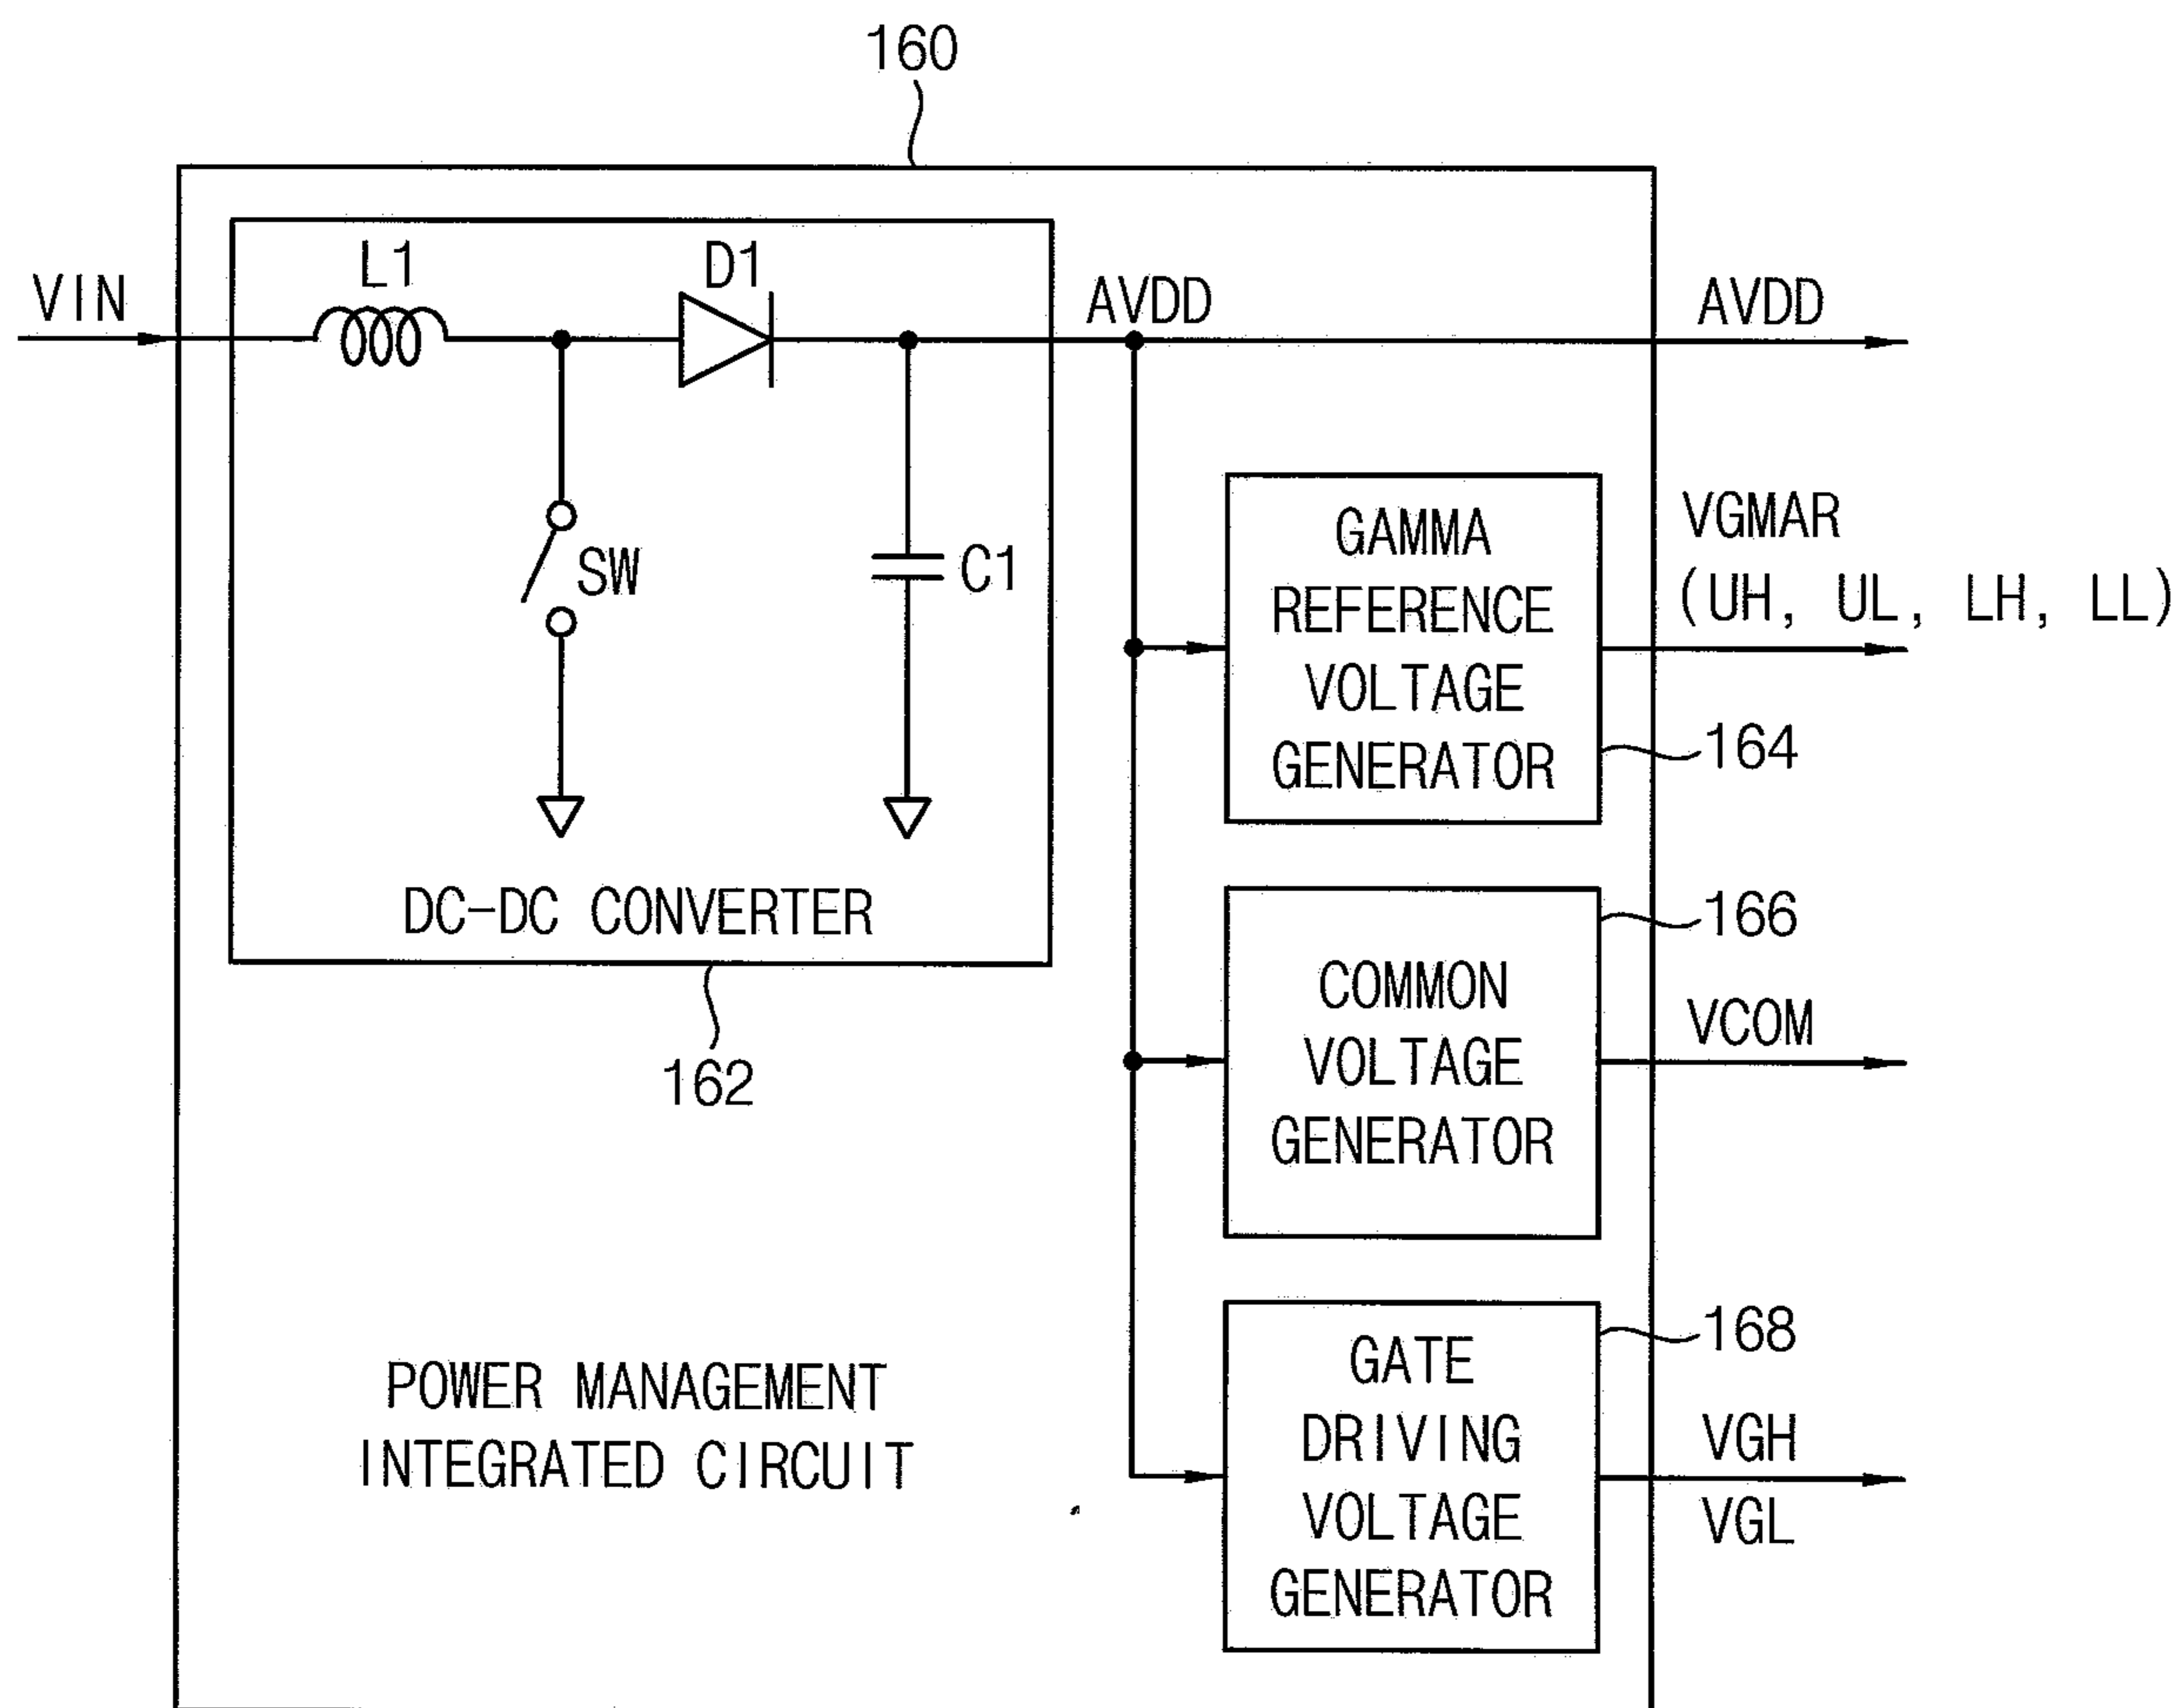 160
L1
D1
VIN
AVDD
AVDD
SW
C1
GAMMA
REFERENCE
VOLTAGE
GENERATOR
VGMAR
(UH, UL, LH, LL)
164
DC-DC CONVERTER
162
166
COMMON
VOLTAGE
GENERATOR
VCOM
168
GATE
DRIVING
VOLTAGE
GENERATOR
VGH
VGL
POWER MANAGEMENT
INTEGRATED CIRCUIT